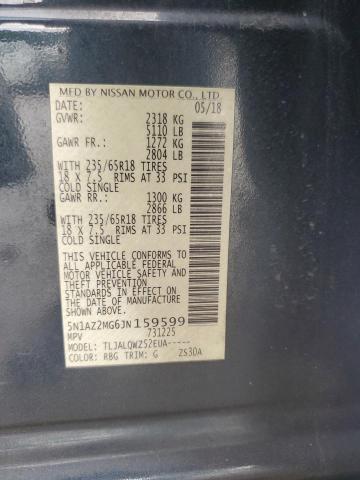 MFD BY NISSAN MOTOR CO., LTD.
DATE: 05/18
GVWR: 2318 KG
5110 LB
GAWR FR.: 1272 KG
2804 LB
WITH 235/65R18 TIRES
18 X 7.5 RIMS AT 33 PSI
COLD SINGLE
GAWR RR.: 1300 KG
2866 LB
WITH 235/65R18 TIRES
18 X 7.5 RIMS AT 33 PSI
COLD SINGLE
THIS VEHICLE CONFORMS TO
ALL APPLICABLE FEDERAL
MOTOR VEHICLE SAFETY
AND THEFT PREVENTION
STANDARDS IN EFFECT ON
THE DATE OF MANUFACTURE
SHOWN ABOVE.
5N1AZ2MG6JN159599
MPV 731225
TLJALQWZ52EUA-----
COLOR: RBG TRIM: G ZS30A